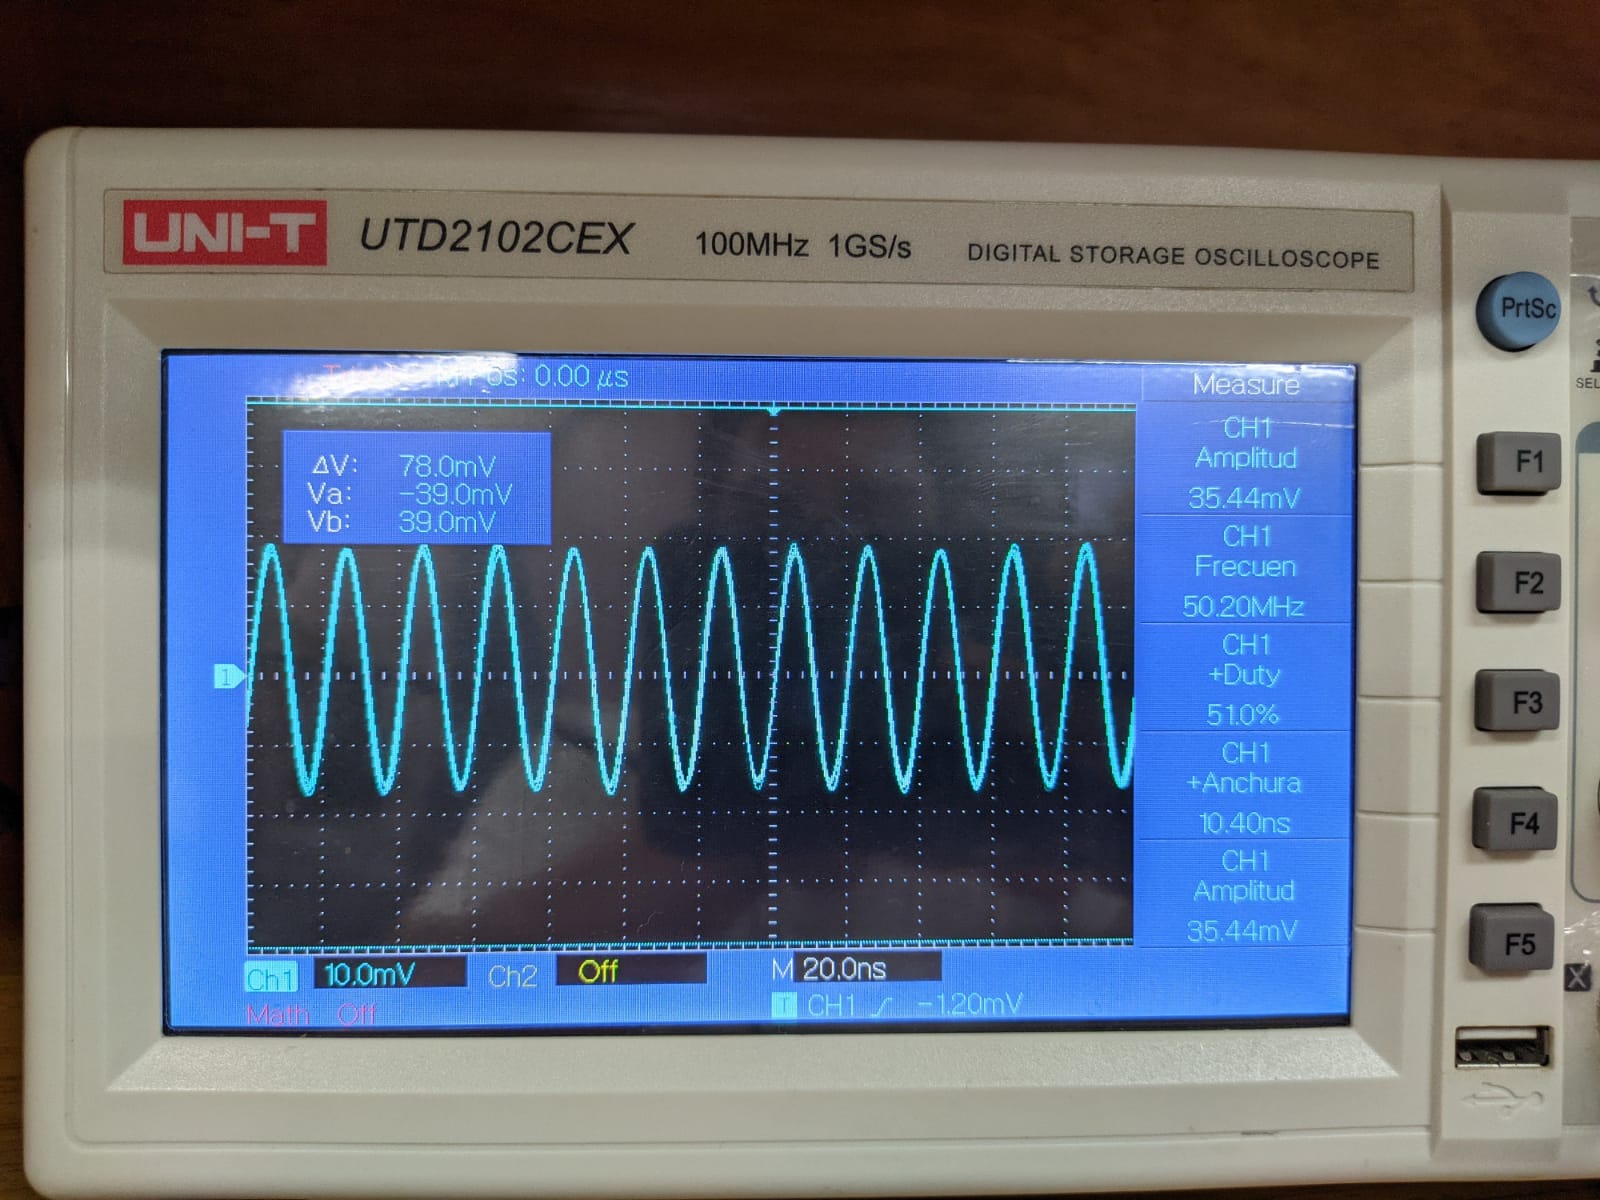 UNI-T UTD2102CEX 100MHz 1GS/s DIGITAL STORAGE OSCILLOSCOPE
PrtSc
Pos: 0.00 μs
Measure
ΔV: 78.0mV
Va: -39.0mV
Vb: 39.0mV
CH1
Amplitud
35.44mV
CH1
Frecuen
50.20MHz
CH1
+Duty
51.0%
CH1
+Anchura
10.40ns
CH1
Amplitud
35.44mV
1
F1
F2
F3
F4
F5
Ch1 10.0mV Ch2 Off M 20.0ns
Math Off T CH1 -1.20mV
X